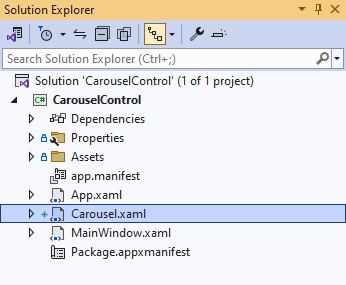 Solution Explorer
Search Solution Explorer (Ctrl+;)
Solution 'CarouselControl' (1 of 1 project)
C# CarouselControl
Dependencies
Properties
Assets
app.manifest
App.xaml
Carousel.xaml
MainWindow.xaml
Package.appxmanifest